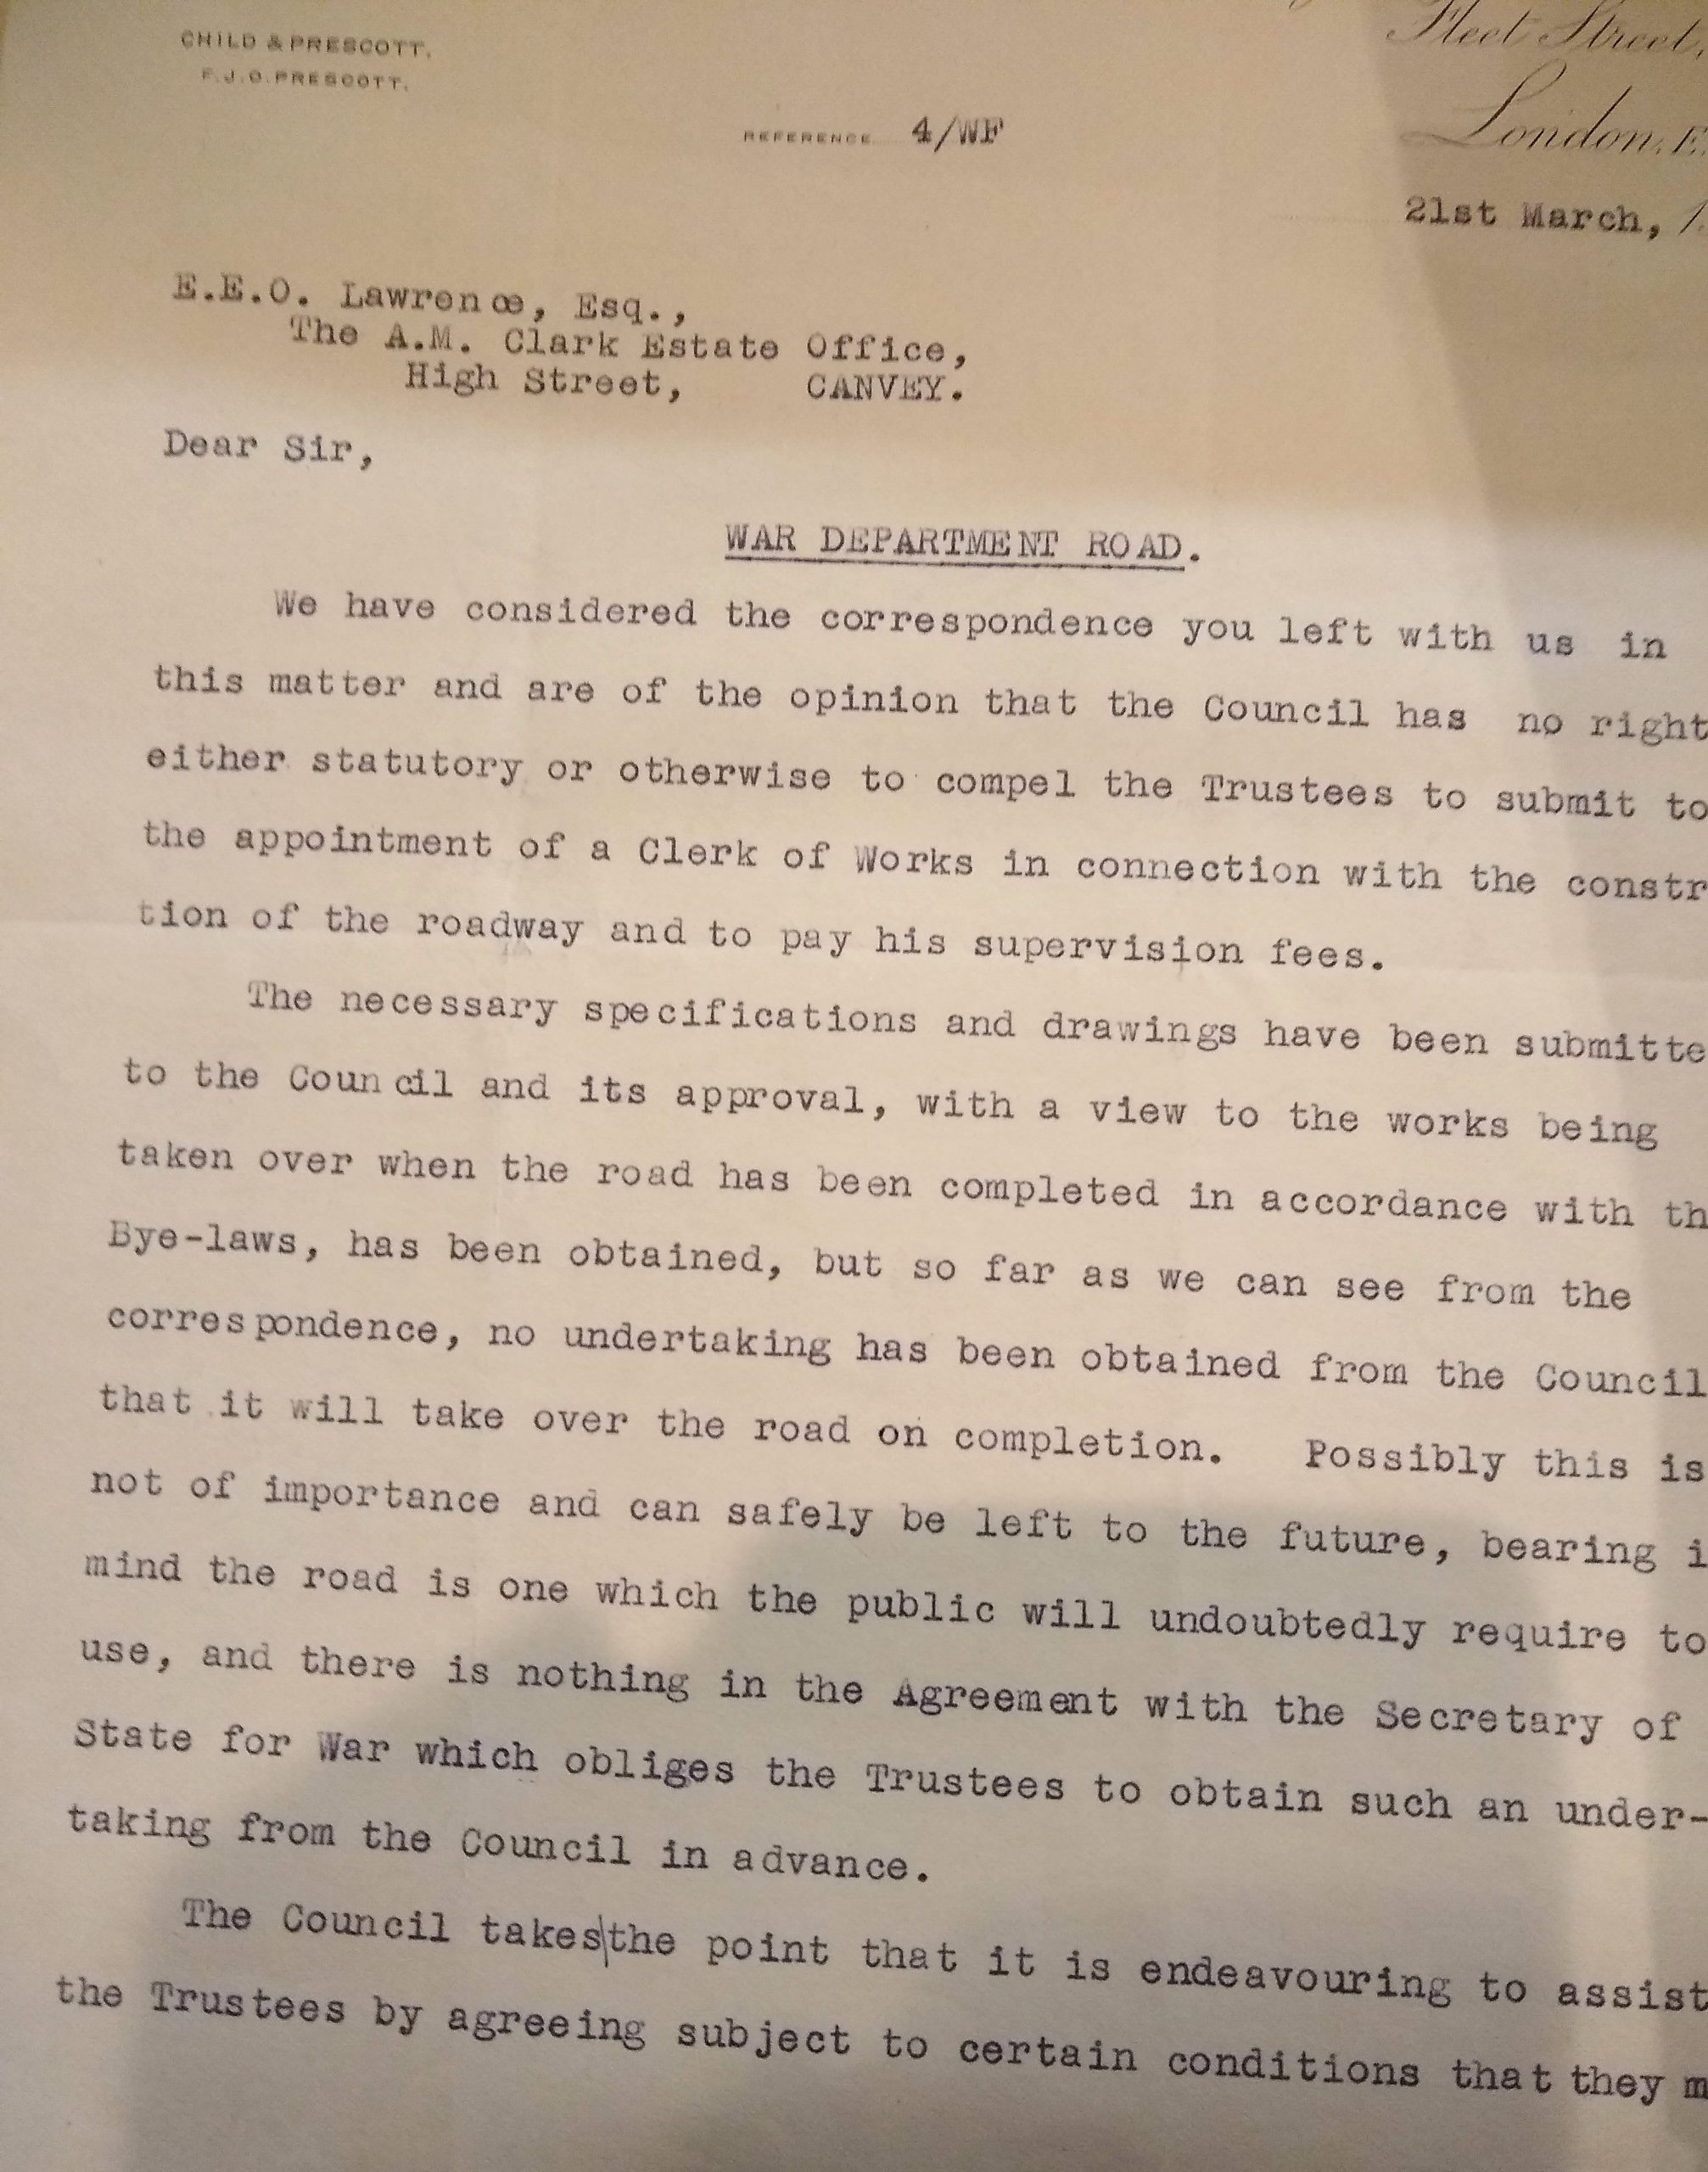 CHILD & PRESCOTT.
F.J.O. PRESCOTT.
Fleet Street,
London, E.
REFERENCE 4/WF
21st March, 1
E.E.O. Lawrence, Esq.,
The A.M. Clark Estate Office,
High Street, CANVEY.
Dear Sir,
WAR DEPARTMENT ROAD.
We have considered the correspondence you left with us in
this matter and are of the opinion that the Council has no right
either statutory or otherwise to compel the Trustees to submit to
the appointment of a Clerk of Works in connection with the constr
tion of the roadway and to pay his supervision fees.
The necessary specifications and drawings have been submitte
to the Council and its approval, with a view to the works being
taken over when the road has been completed in accordance with th
Bye-laws, has been obtained, but so far as we can see from the
correspondence, no undertaking has been obtained from the Council
that it will take over the road on completion. Possibly this is
not of importance and can safely be left to the future, bearing i
mind the road is one which the public will undoubtedly require to
use, and there is nothing in the Agreement with the Secretary of
State for War which obliges the Trustees to obtain such an under-
taking from the Council in advance.
The Council takes|the point that it is endeavouring to assist
the Trustees by agreeing subject to certain conditions that they m